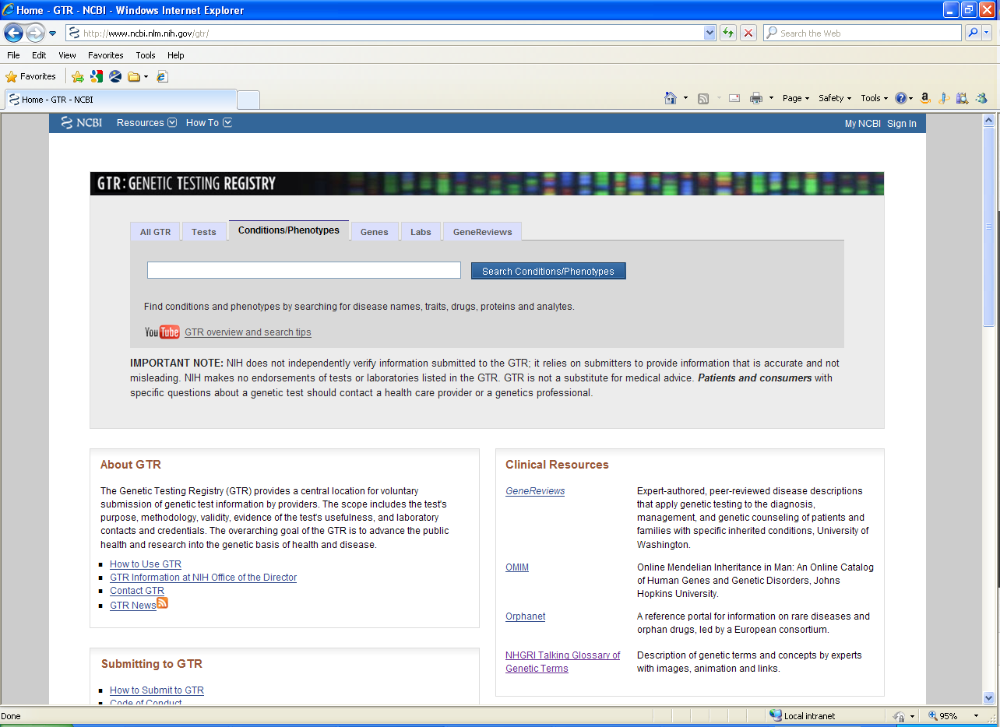 Home - GTR - NCBI - Windows Internet Explorer
http://www.ncbi.nlm.nih.gov/gtr/
Search the Web
File Edit View Favorites Tools Help
Favorites
Home - GTR - NCBI
Page Safety Tools
NCBI Resources How To My NCBI Sign In
GTR: GENETIC TESTING REGISTRY
All GTR Tests Conditions/Phenotypes Genes Labs GeneReviews
Search Conditions/Phenotypes
Find conditions and phenotypes by searching for disease names, traits, drugs, proteins and analytes.
YouTube GTR overview and search tips
IMPORTANT NOTE: NIH does not independently verify information submitted to the GTR; it relies on submitters to provide information that is accurate and not
misleading. NIH makes no endorsements of tests or laboratories listed in the GTR. GTR is not a substitute for medical advice. Patients and consumers with
specific questions about a genetic test should contact a health care provider or a genetics professional.
About GTR
The Genetic Testing Registry (GTR) provides a central location for voluntary
submission of genetic test information by providers. The scope includes the test's
purpose, methodology, validity, evidence of the test's usefulness, and laboratory
contacts and credentials. The overarching goal of the GTR is to advance the public
health and research into the genetic basis of health and disease.
How to Use GTR
GTR Information at NIH Office of the Director
Contact GTR
GTR News
Submitting to GTR
How to Submit to GTR
Code of Conduct
Clinical Resources
GeneReviews
Expert-authored, peer-reviewed disease descriptions
that apply genetic testing to the diagnosis,
management, and genetic counseling of patients and
families with specific inherited conditions, University of
Washington.
OMIM
Online Mendelian Inheritance in Man: An Online Catalog
of Human Genes and Genetic Disorders, Johns
Hopkins University.
Orphanet
A reference portal for information on rare diseases and
orphan drugs, led by a European consortium.
NHGRI Talking Glossary of
Genetic Terms
Description of genetic terms and concepts by experts
with images, animation and links.
Done Local intranet 95%